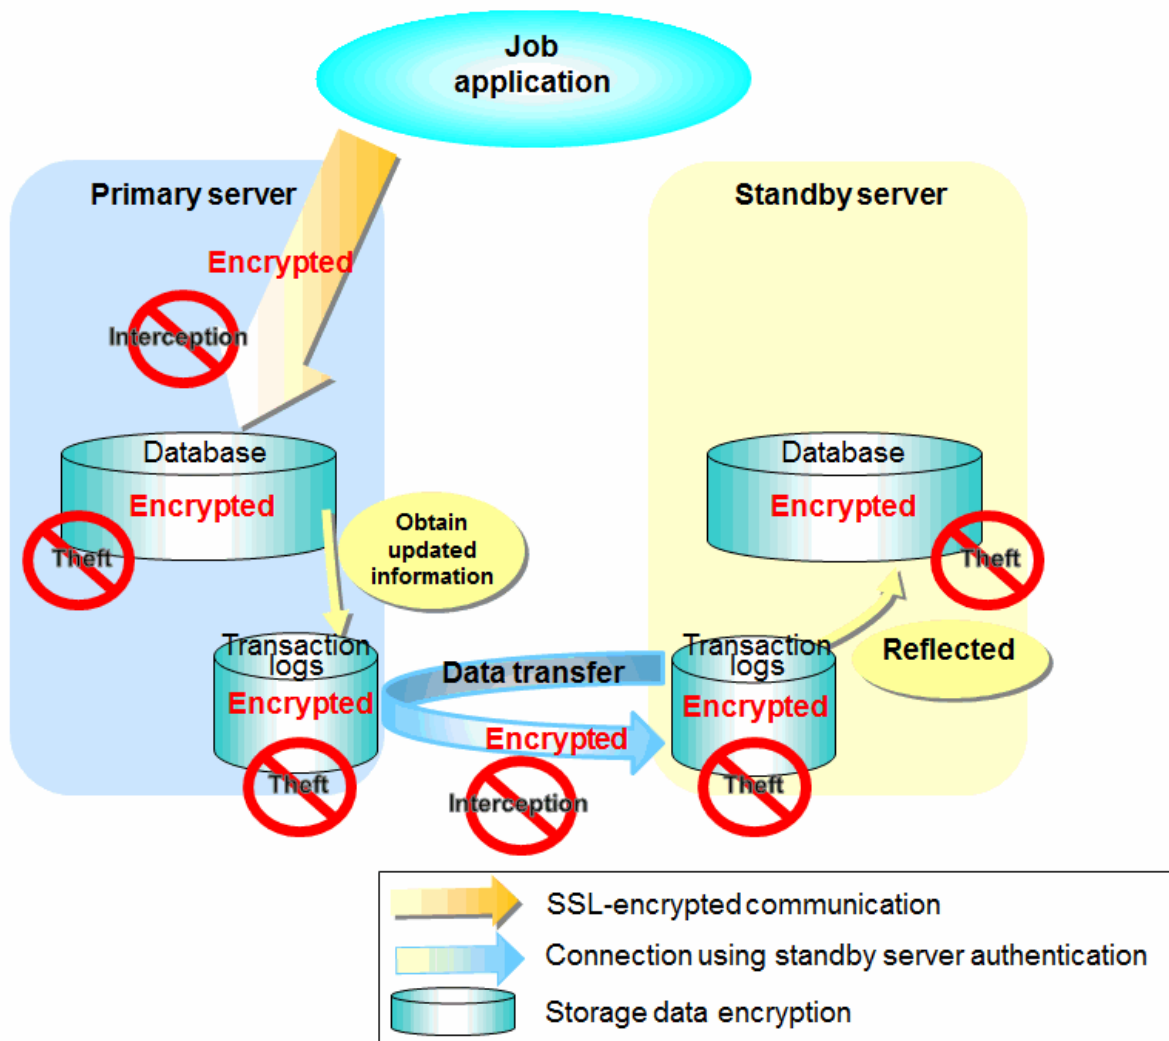 Job
application
Primary server
Standby server
Encrypted
Interception
Database
Encrypted
Theft
Obtain
updated
information
Database
Encrypted
Theft
Transaction
logs
Encrypted
Theft
Data transfer
Encrypted
Interception
Transaction
logs
Encrypted
Theft
Reflected
SSL-encrypted communication
Connection using standby server authentication
Storage data encryption